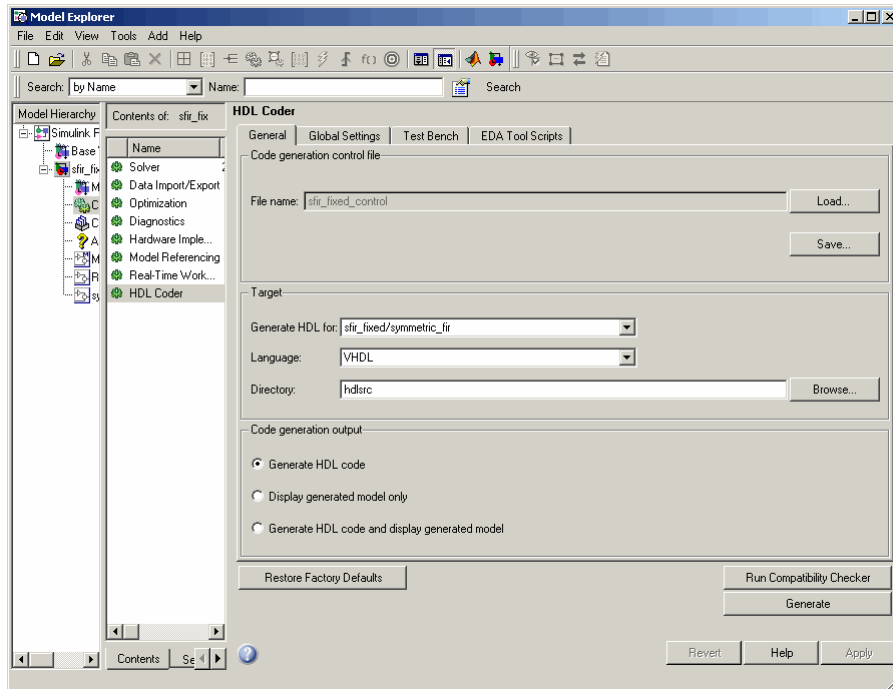 Model Explorer
File Edit View Tools Add Help
Search: by Name Name: Search
Model Hierarchy
Simulink F
Base
sfir_fix
M
C
C
A
M
R
sy
Contents of: sfir_fix
Name
Solver
Data Import/Export
Optimization
Diagnostics
Hardware Imple...
Model Referencing
Real-Time Work...
HDL Coder
Contents Se
HDL Coder
General Global Settings Test Bench EDA Tool Scripts
Code generation control file
File name: sfir_fixed_control Load...
Save...
Target
Generate HDL for: sfir_fixed/symmetric_fir
Language: VHDL
Directory: hdlsrc Browse...
Code generation output
Generate HDL code
Display generated model only
Generate HDL code and display generated model
Restore Factory Defaults Run Compatibility Checker
Generate
Revert Help Apply